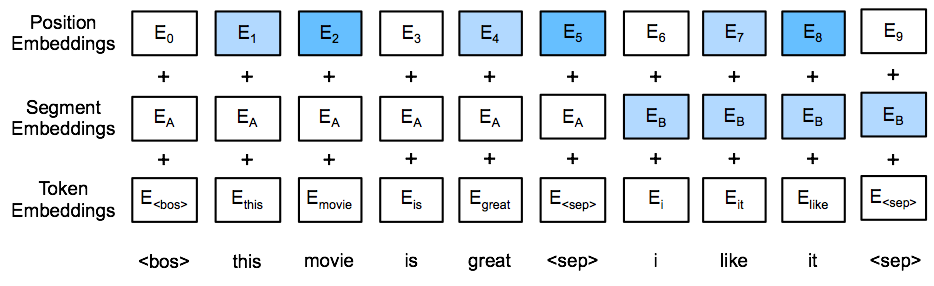 Position Embeddings E0 E1 E2 E3 E4 E5 E6 E7 E8 E9
+ + + + + + + + + +
Segment Embeddings EA EA EA EA EA EA EB EB EB EB
+ + + + + + + + + +
Token Embeddings E<bos> Ethis Emovie Eis Egreat E<sep> Ei Eit Elike E<sep>
<bos> this movie is great <sep> i like it <sep>